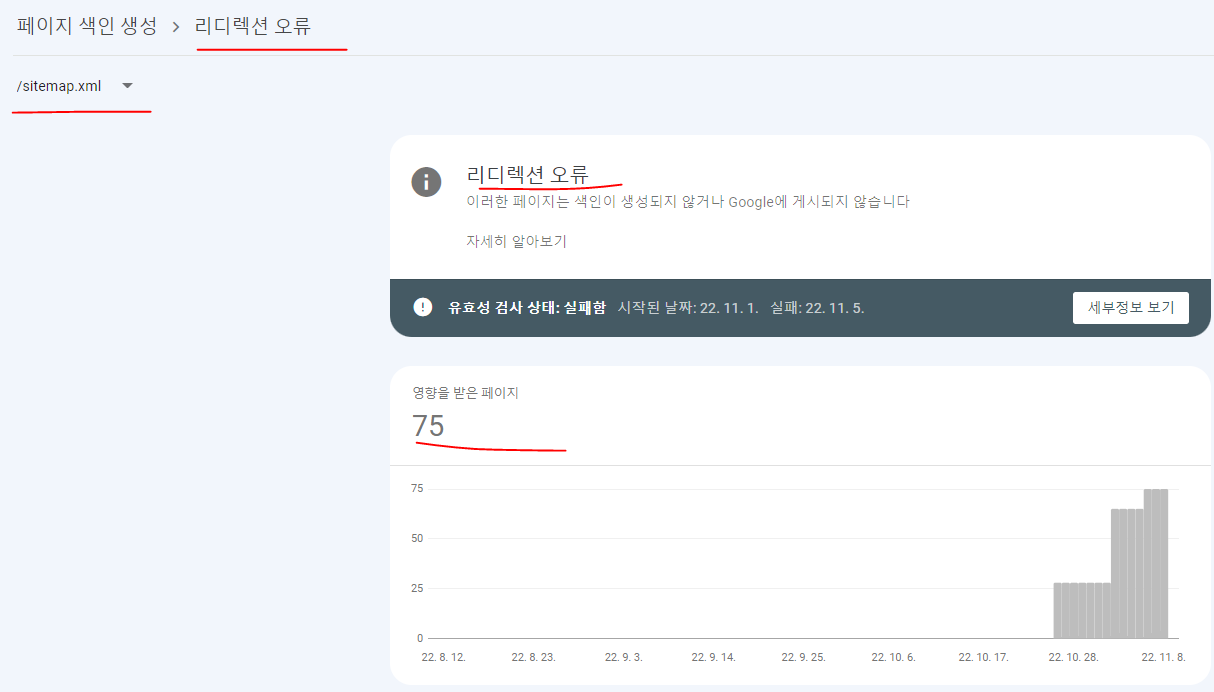 페이지 색인 생성 > 리디렉션 오류
/sitemap.xml
리디렉션 오류
이러한 페이지는 색인이 생성되지 않거나 Google에 게시되지 않습니다
자세히 알아보기
유효성 검사 상태: 실패함 시작된 날짜: 22. 11. 1. 실패: 22. 11. 5. 세부정보 보기
영향을 받은 페이지
75
75
50
25
0
22. 8. 12. 22. 8. 23. 22. 9. 3. 22. 9. 14. 22. 9. 25. 22. 10. 6. 22. 10. 17. 22. 10. 28. 22. 11. 8.